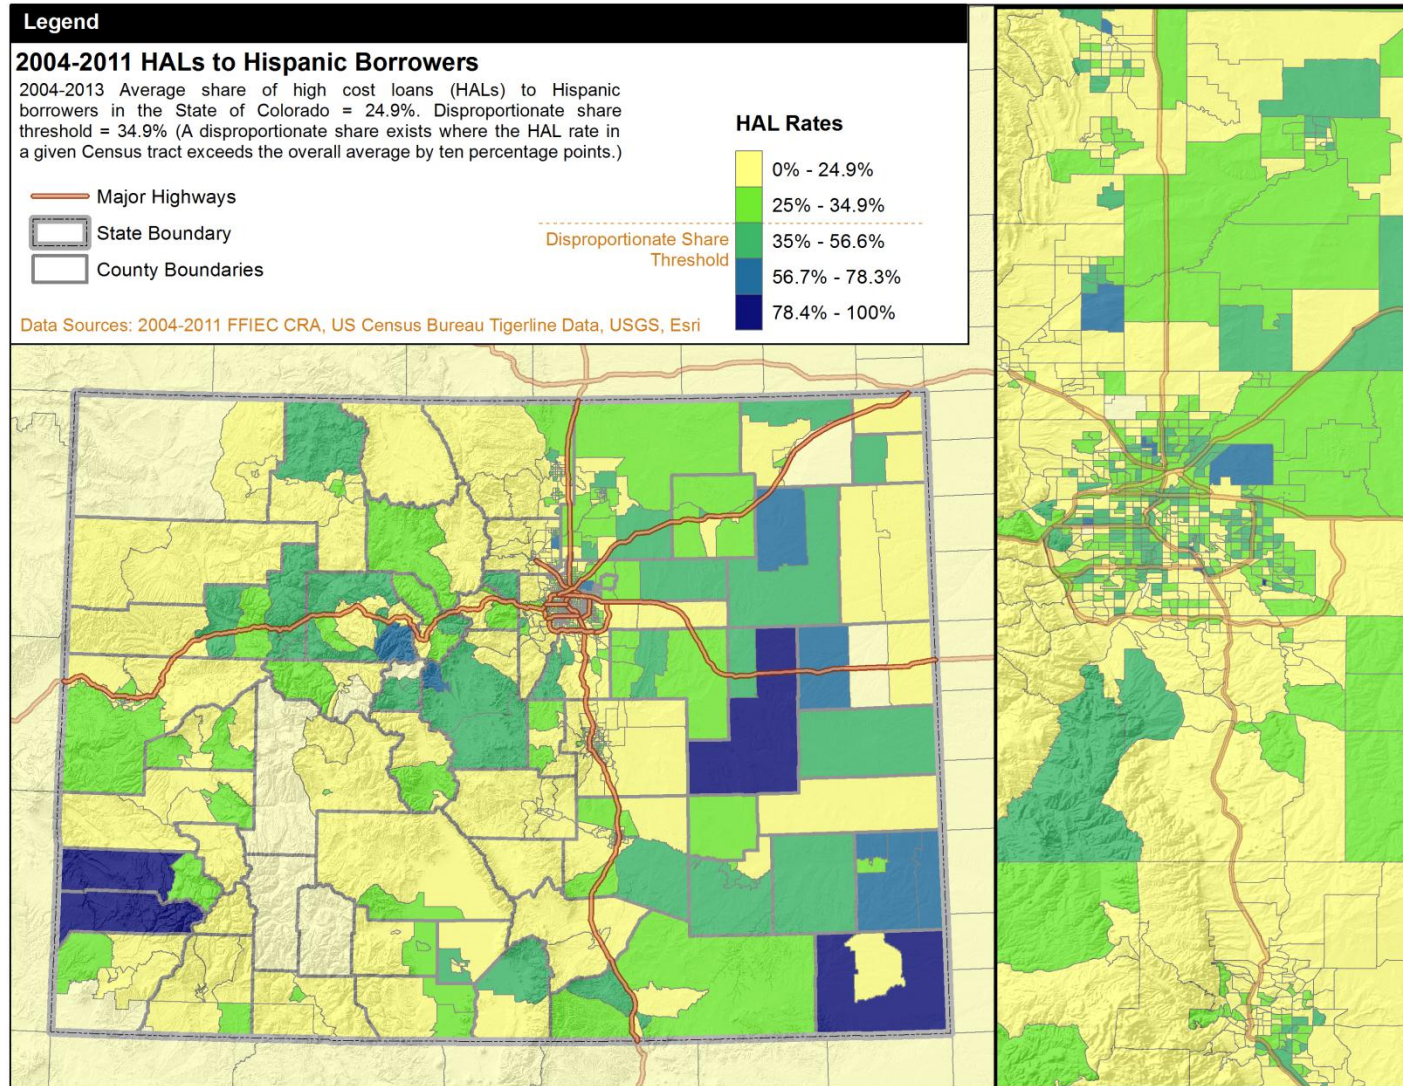 Legend
2004-2011 HALs to Hispanic Borrowers
2004-2013 Average share of high cost loans (HALs) to Hispanic
borrowers in the State of Colorado = 24.9%. Disproportionate share
threshold = 34.9% (A disproportionate share exists where the HAL rate in
a given Census tract exceeds the overall average by ten percentage points.)
Major Highways
State Boundary
County Boundaries
Data Sources: 2004-2011 FFIEC CRA, US Census Bureau Tigerline Data, USGS, Esri
HAL Rates
0% - 24.9%
25% - 34.9%
Disproportionate Share
Threshold
35% - 56.6%
56.7% - 78.3%
78.4% - 100%